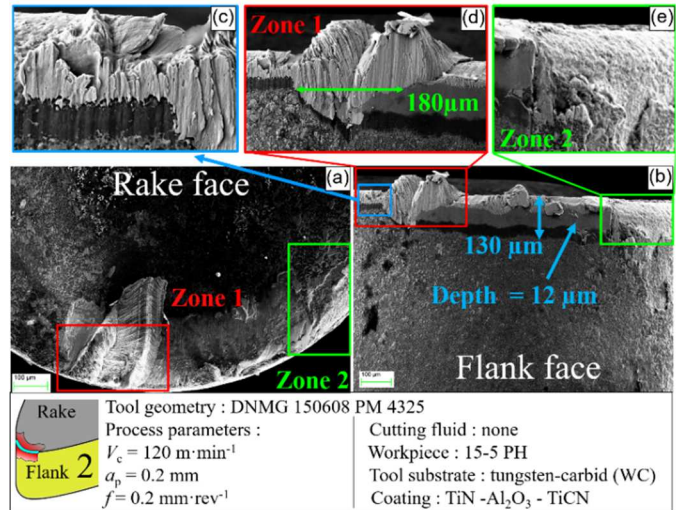 (c)
Zone 1
(d)
(e)
180µm
Zone 2
Rake face
(a)
(b)
Zone 1
130 µm
Depth = 12 µm
Zone 2
Flank face
100 µm
100 µm
Rake
Flank 2
Tool geometry : DNMG 150608 PM 4325
Process parameters :
Vc = 120 m·min-1
ap = 0.2 mm
f = 0.2 mm·rev-1
Cutting fluid : none
Workpiece : 15-5 PH
Tool substrate : tungsten-carbid (WC)
Coating : TiN -Al2O3 - TiCN